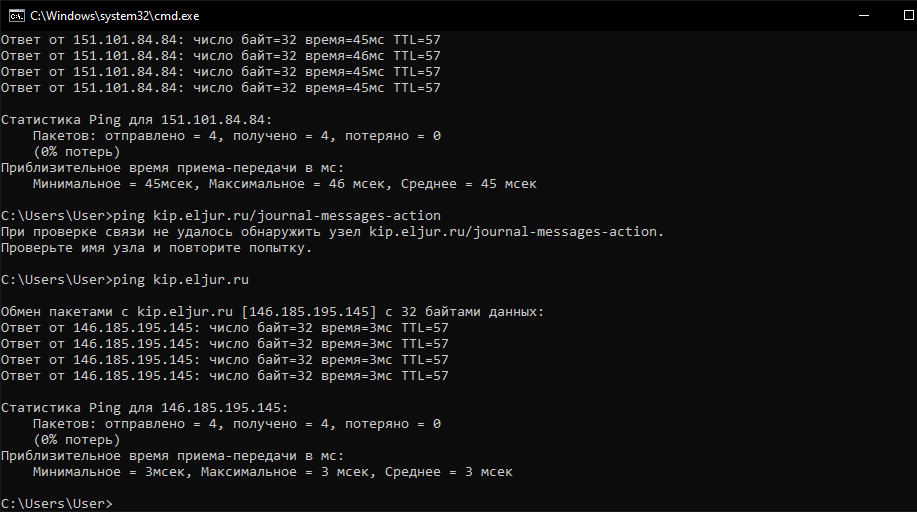 C:\Windows\system32\cmd.exe
Ответ от 151.101.84.84: число байт=32 время=45мс TTL=57
Ответ от 151.101.84.84: число байт=32 время=46мс TTL=57
Ответ от 151.101.84.84: число байт=32 время=45мс TTL=57
Ответ от 151.101.84.84: число байт=32 время=45мс TTL=57
Статистика Ping для 151.101.84.84:
Пакетов: отправлено = 4, получено = 4, потеряно = 0
(0% потерь)
Приблизительное время приема-передачи в мс:
Минимальное = 45мсек, Максимальное = 46 мсек, Среднее = 45 мсек
C:\Users\User>ping kip.eljur.ru/journal-messages-action
При проверке связи не удалось обнаружить узел kip.eljur.ru/journal-messages-action.
Проверьте имя узла и повторите попытку.
C:\Users\User>ping kip.eljur.ru
Обмен пакетами с kip.eljur.ru [146.185.195.145] с 32 байтами данных:
Ответ от 146.185.195.145: число байт=32 время=3мс TTL=57
Ответ от 146.185.195.145: число байт=32 время=3мс TTL=57
Ответ от 146.185.195.145: число байт=32 время=3мс TTL=57
Ответ от 146.185.195.145: число байт=32 время=3мс TTL=57
Статистика Ping для 146.185.195.145:
Пакетов: отправлено = 4, получено = 4, потеряно = 0
(0% потерь)
Приблизительное время приема-передачи в мс:
Минимальное = 3мсек, Максимальное = 3 мсек, Среднее = 3 мсек
C:\Users\User>